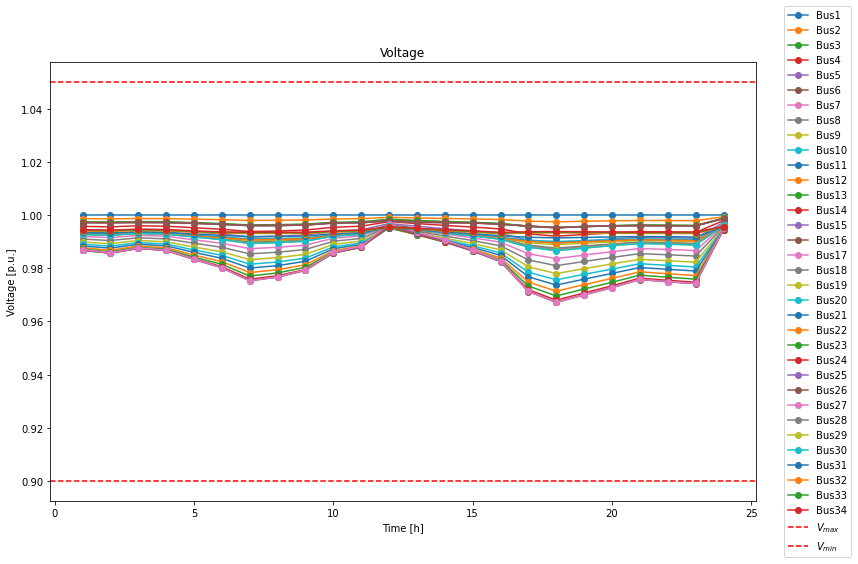 Voltage
Voltage [p.u.]
1.04
1.02
1.00
0.98
0.96
0.94
0.92
0.90
0
5
10
15
20
25
Time [h]
Bus1
Bus2
Bus3
Bus4
Bus5
Bus6
Bus7
Bus8
Bus9
Bus10
Bus11
Bus12
Bus13
Bus14
Bus15
Bus16
Bus17
Bus18
Bus19
Bus20
Bus21
Bus22
Bus23
Bus24
Bus25
Bus26
Bus27
Bus28
Bus29
Bus30
Bus31
Bus32
Bus33
Bus34
Vmax
Vmin